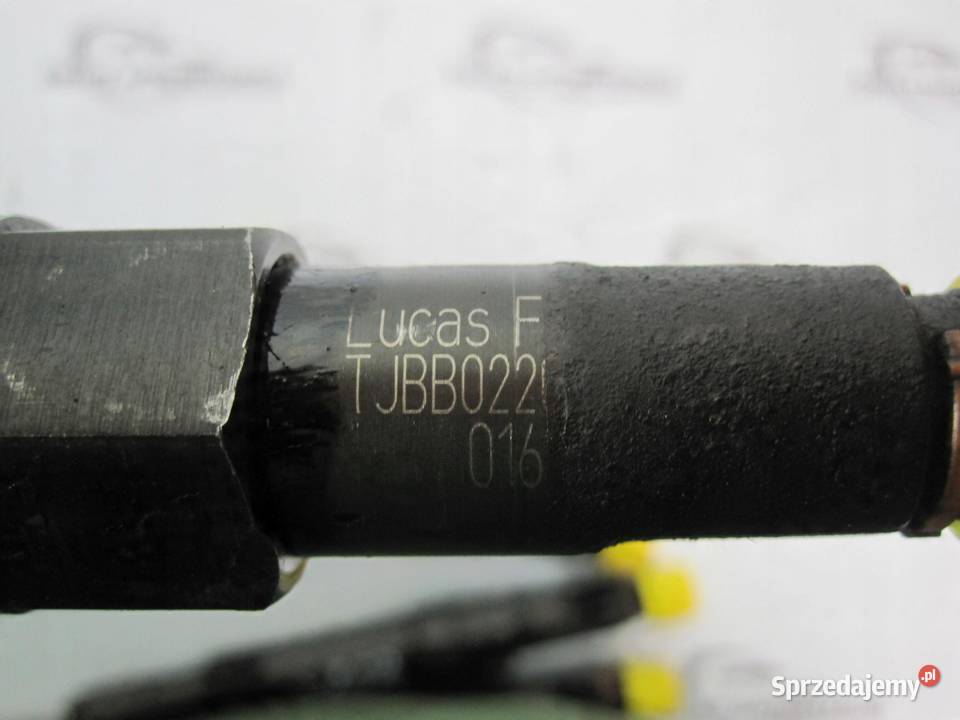 Lucas F
TJBB022
016
Sprzedajemy.pl